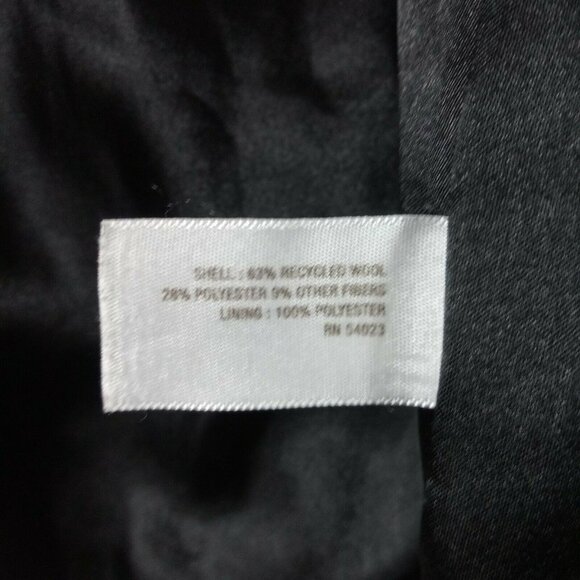 SHELL : 63% RECYCLED WOOL
28% POLYESTER 9% OTHER FIBERS
LINING : 100% POLYESTER
RN 54023